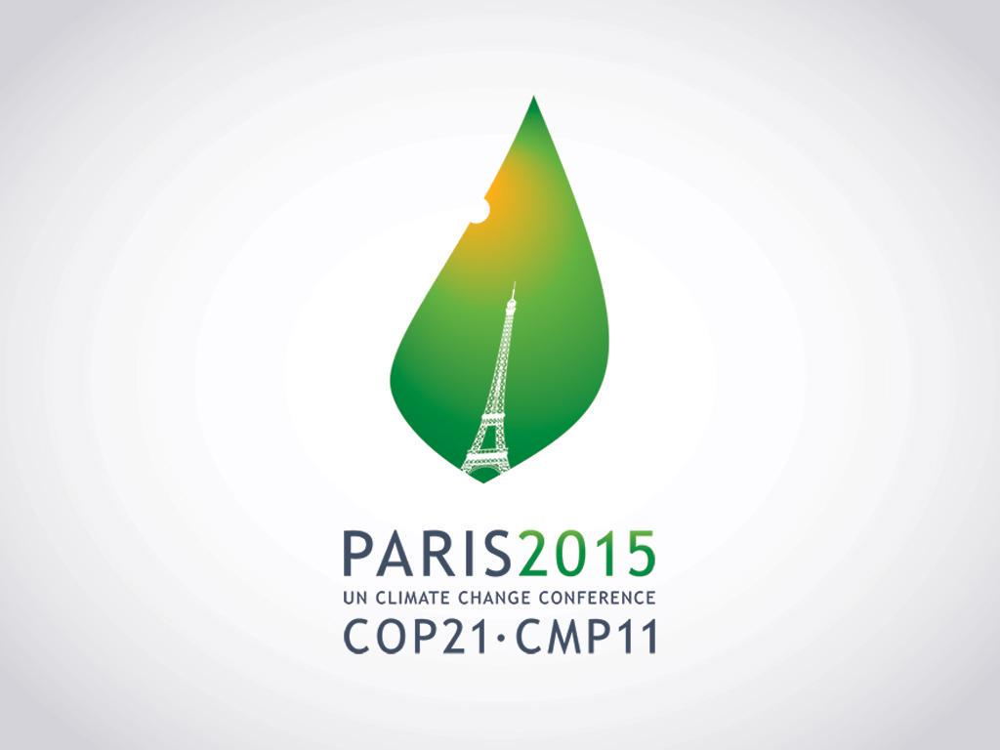 PARIS2015
UN CLIMATE CHANGE CONFERENCE
COP21·CMP11